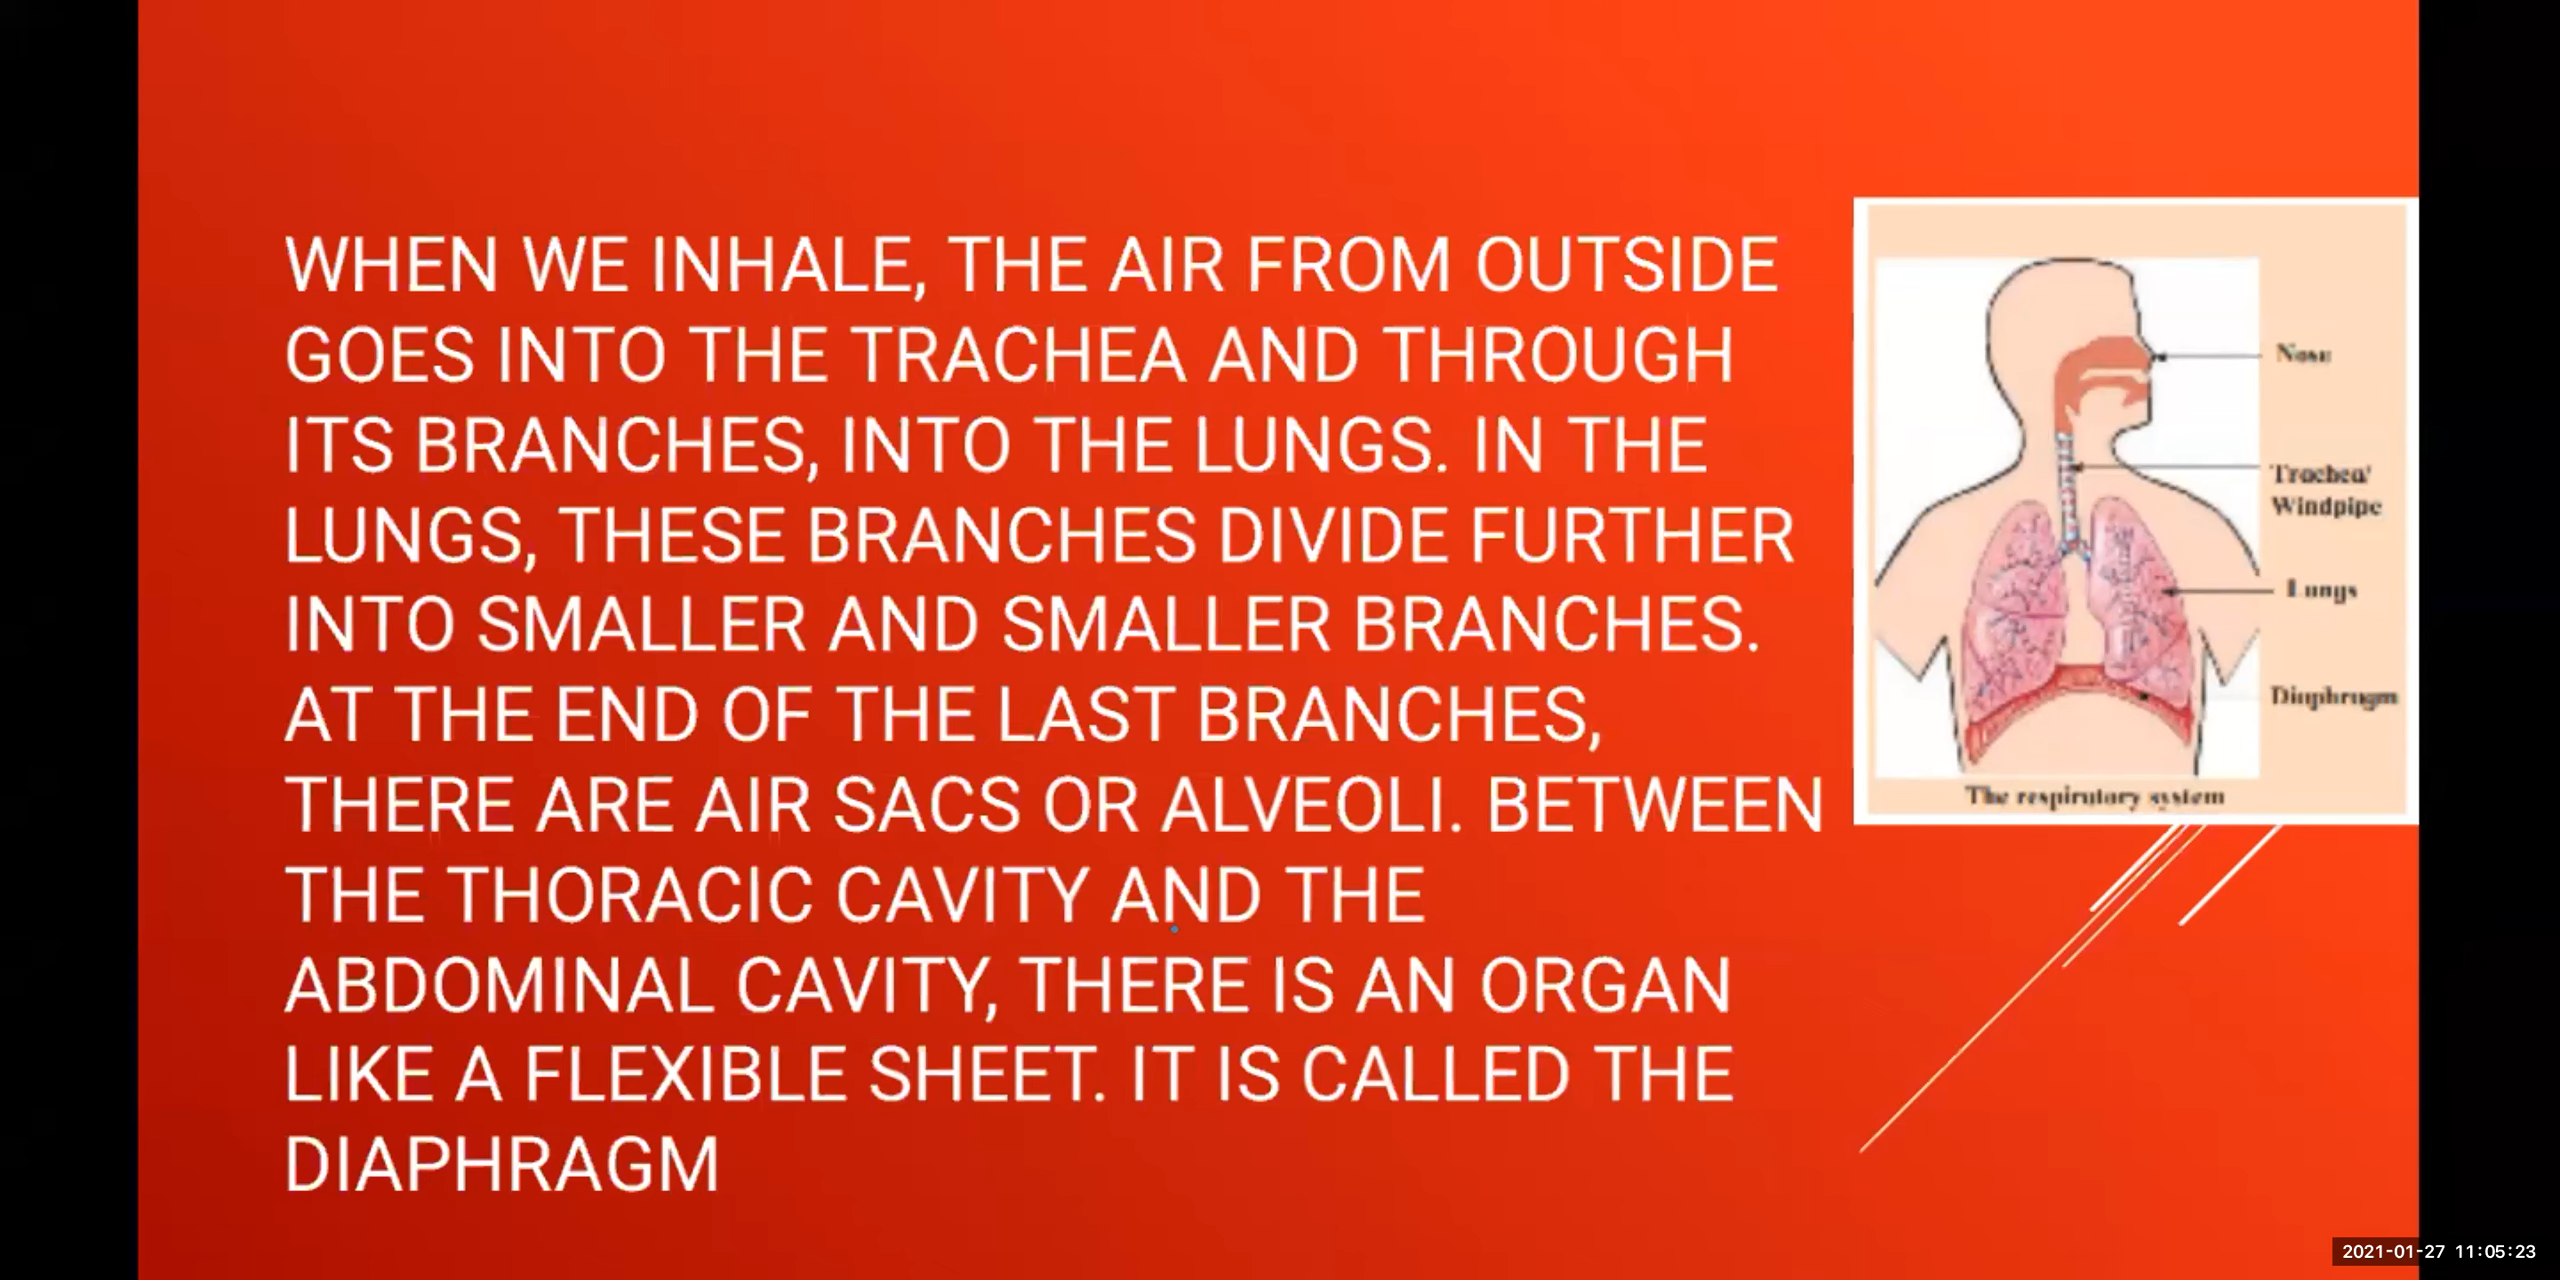 WHEN WE INHALE, THE AIR FROM OUTSIDE
GOES INTO THE TRACHEA AND THROUGH
ITS BRANCHES, INTO THE LUNGS. IN THE
LUNGS, THESE BRANCHES DIVIDE FURTHER
INTO SMALLER AND SMALLER BRANCHES.
AT THE END OF THE LAST BRANCHES,
THERE ARE AIR SACS OR ALVEOLI. BETWEEN
THE THORACIC CAVITY AND THE
ABDOMINAL CAVITY, THERE IS AN ORGAN
LIKE A FLEXIBLE SHEET. IT IS CALLED THE
DIAPHRAGM
Nose
Trachea/
Windpipe
Lungs
Diaphragm
The respiratory system
2021-01-27 11:05:23